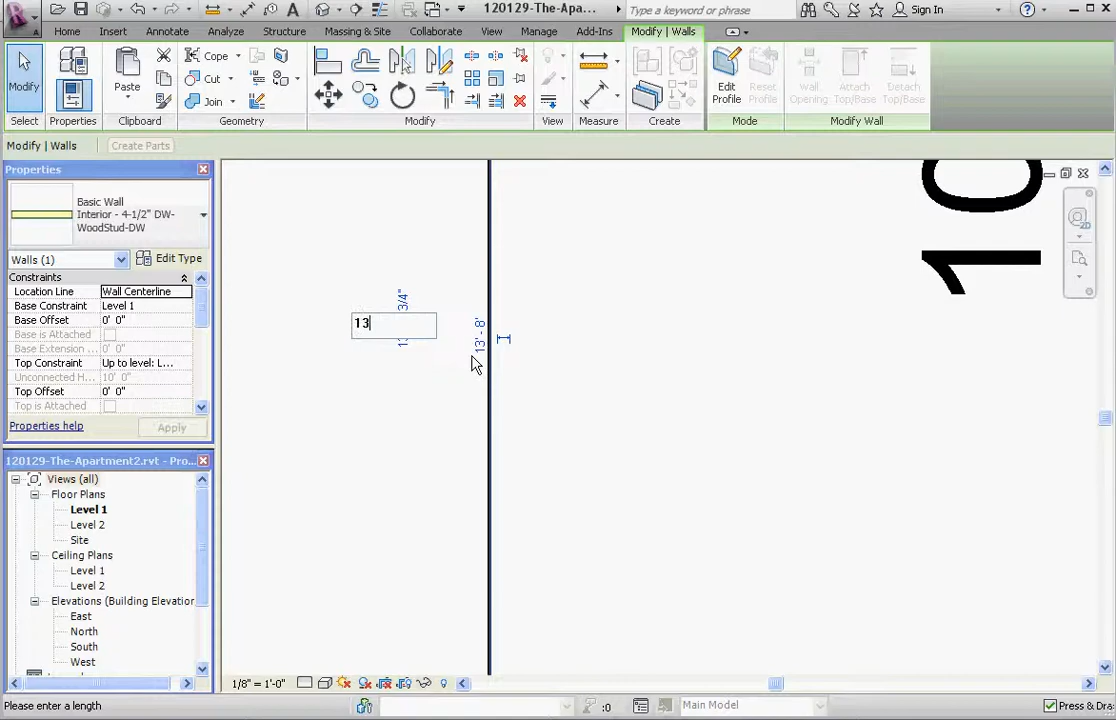 120129-The-Apa...
Type a keyword or phrase
Sign In
Home
Insert
Annotate
Analyze
Structure
Massing & Site
Collaborate
View
Manage
Add-Ins
Modify | Walls
Modify
Paste
Cope
Cut
Join
Edit
Profile
Reset
Profile
Wall
Opening
Attach
Top/Base
Detach
Top/Base
Select
Properties
Clipboard
Geometry
Modify
View
Measure
Create
Mode
Modify Wall
Modify | Walls
Create Parts
Properties
Basic Wall
Interior - 4-1/2" DW-
WoodStud-DW
Walls (1)
Edit Type
Constraints
Location Line
Wall Centerline
Base Constraint
Level 1
Base Offset
0' 0"
Base is Attached
Base Extension ...
Top Constraint
Up to level: L...
Unconnected H...
10' 0"
Top Offset
0' 0"
Top is Attached
Properties help
Apply
120129-The-Apartment2.rvt - Pro...
Views (all)
Floor Plans
Level 1
Level 2
Site
Ceiling Plans
Level 1
Level 2
Elevations (Building Elevation
East
North
South
West
3/4"
13
13' - 8'
10
2D
1/8" = 1'-0"
Please enter a length
:0
Main Model
Press & Dra